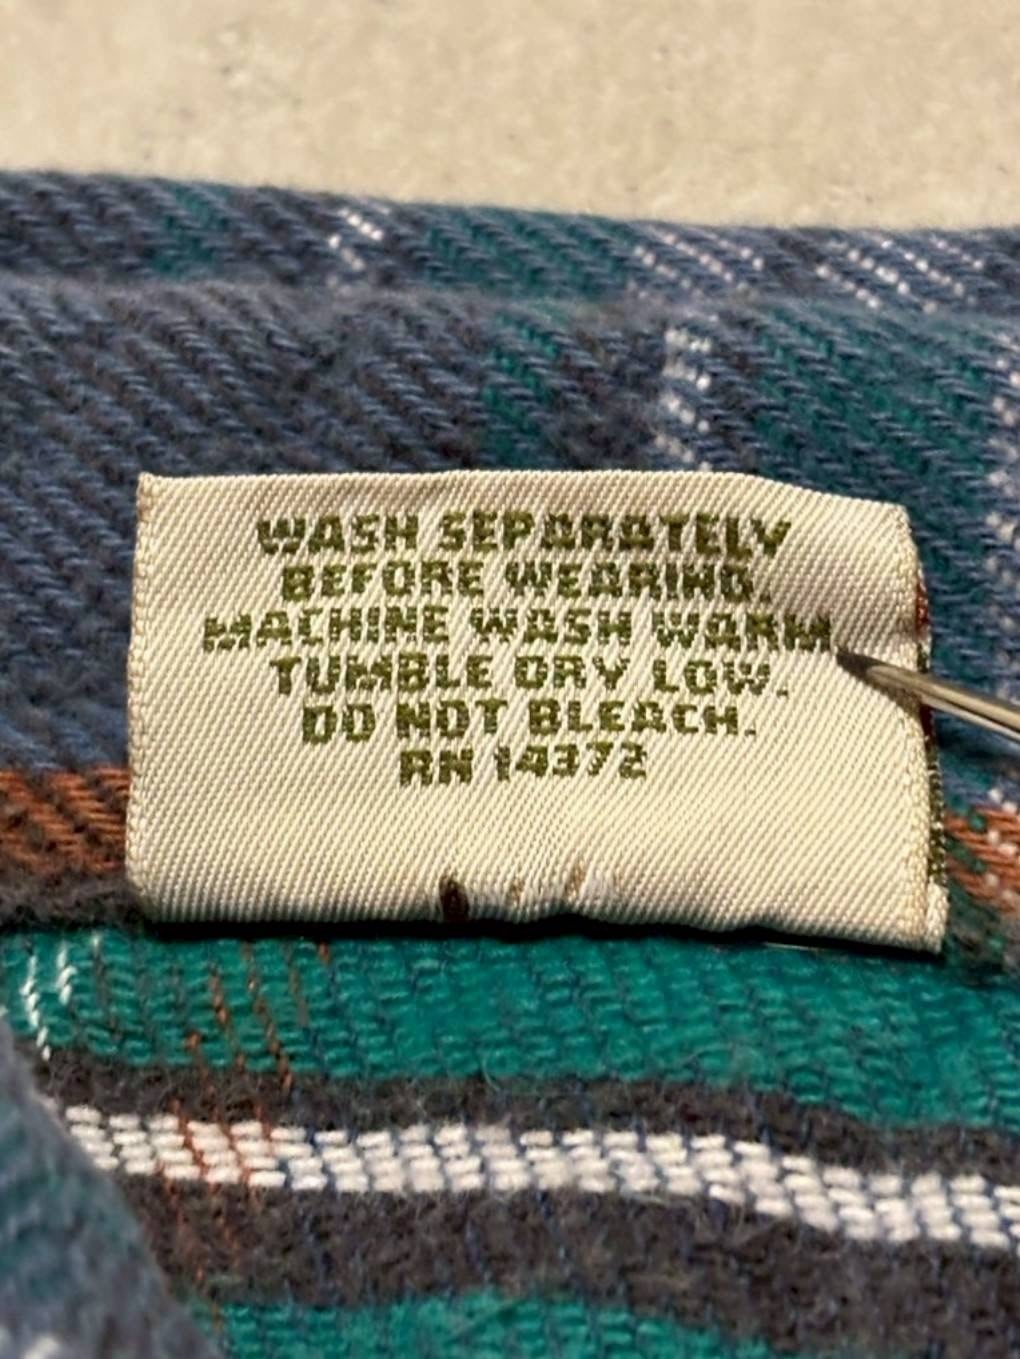 WASH SEPARATELY
BEFORE WEARING.
MACHINE WASH WARM
TUMBLE DRY LOW.
DO NOT BLEACH.
RN 14372